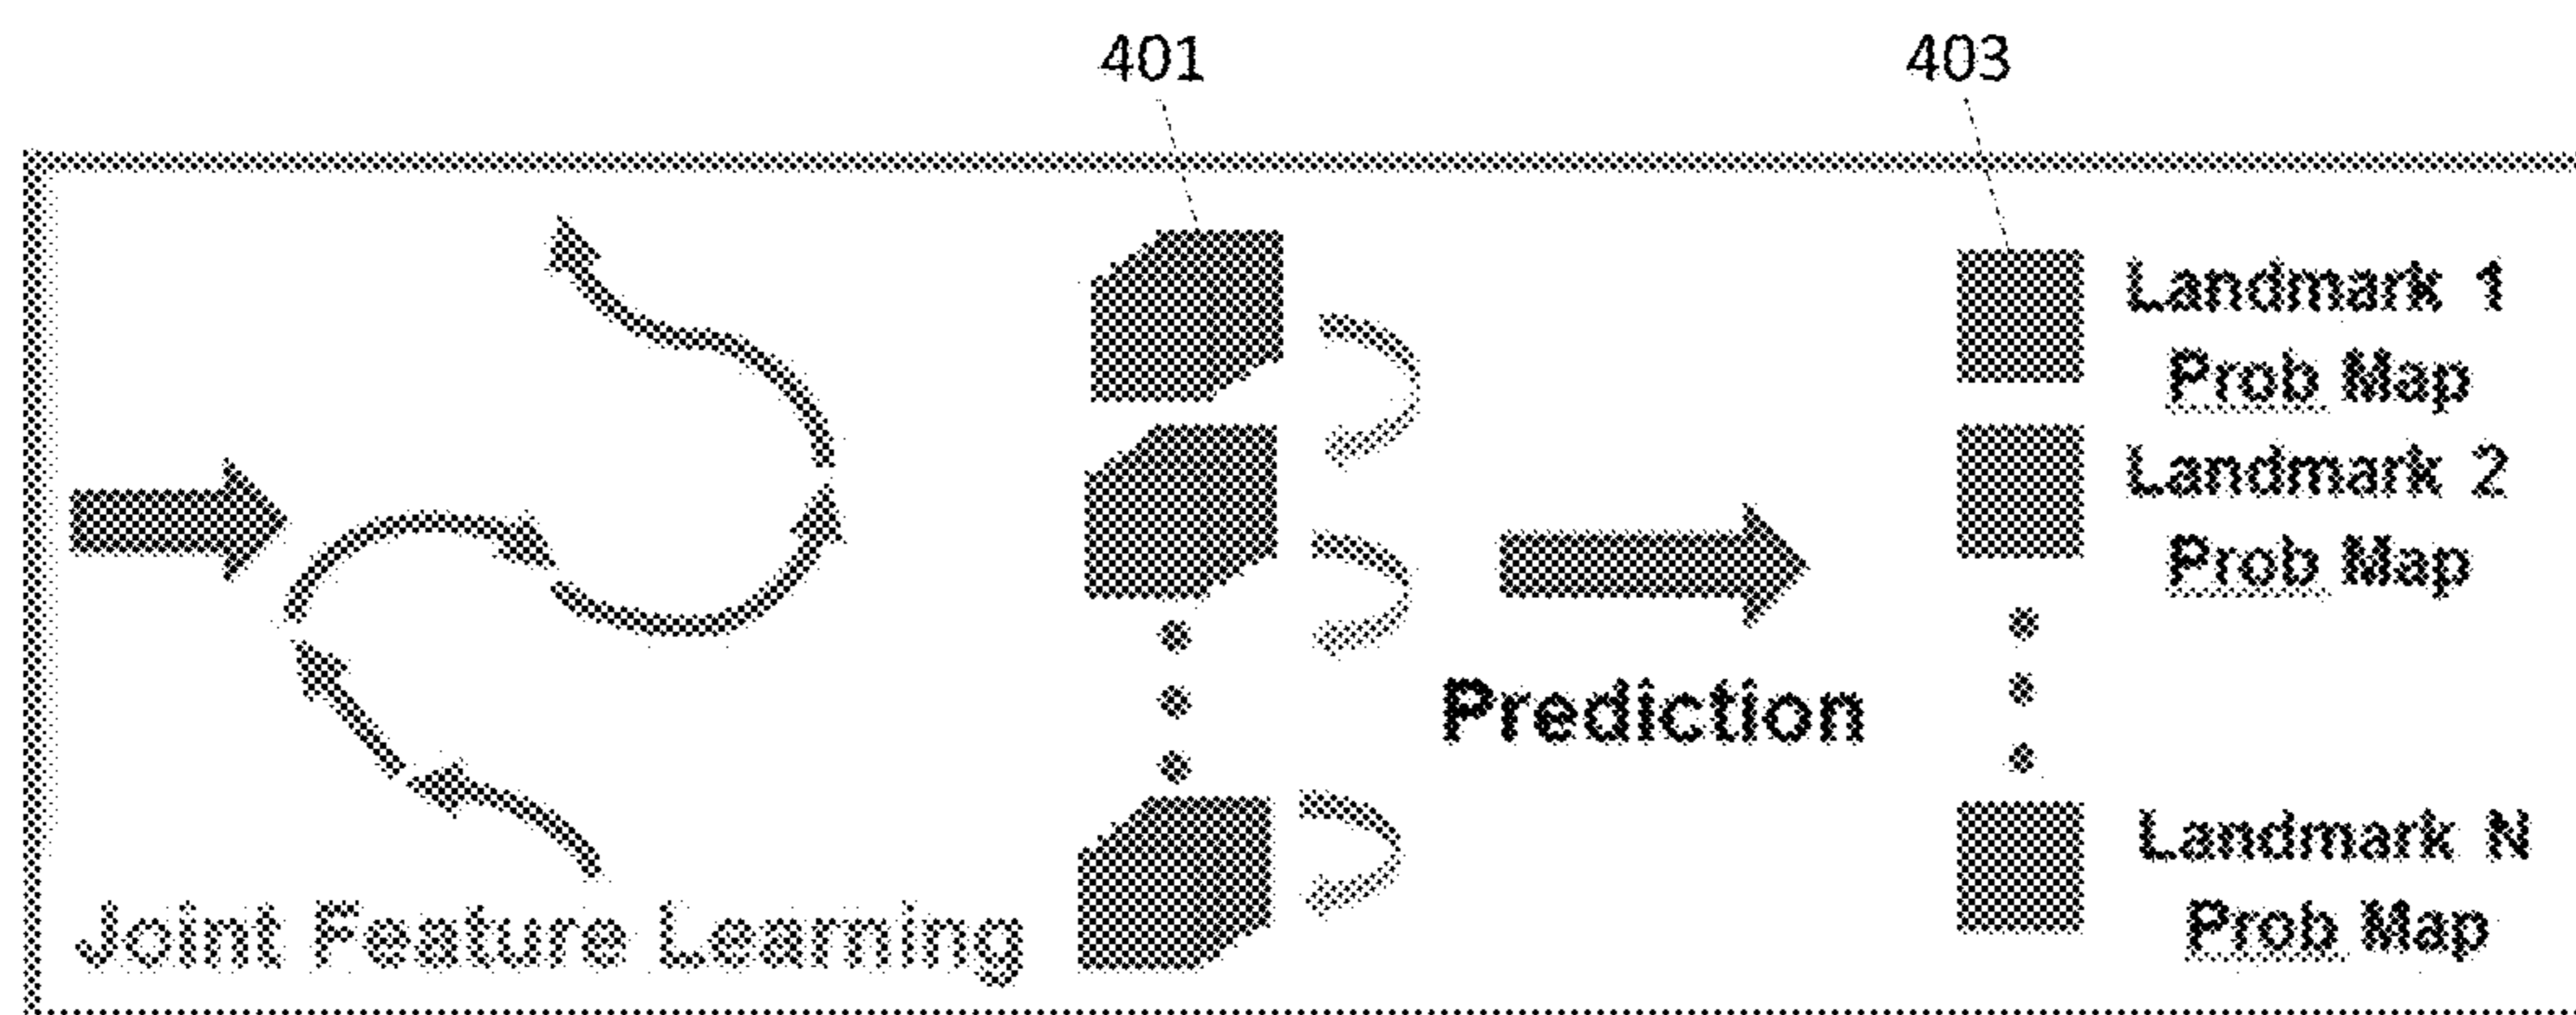 401
403
Landmark 1
Prob Map
Landmark 2
Prob Map
Prediction
Landmark N
Prob Map
Joint Feature Learning